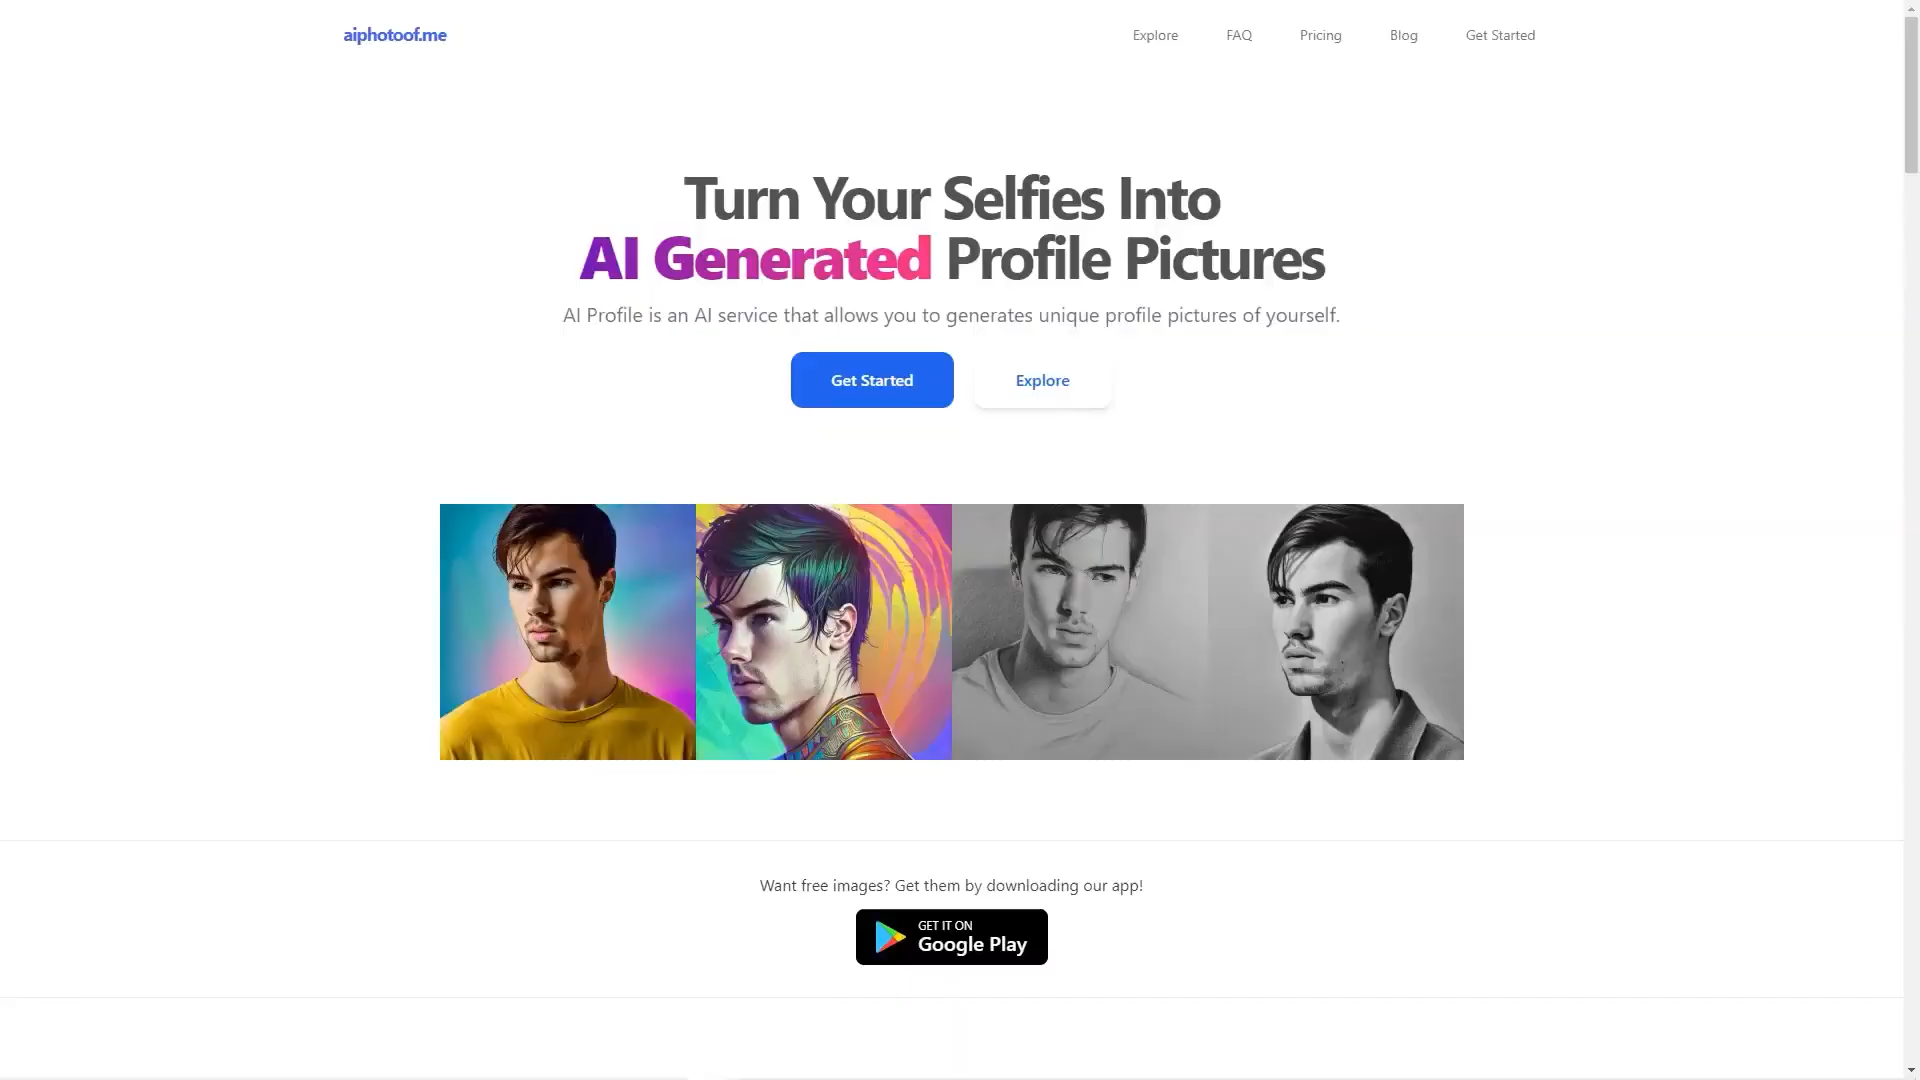 aiphotoof.me
Explore
FAQ
Pricing
Blog
Get Started
Turn Your Selfies Into
AI Generated Profile Pictures
AI Profile is an AI service that allows you to generates unique profile pictures of yourself.
Get Started
Explore
Want free images? Get them by downloading our app!
GET IT ON
Google Play